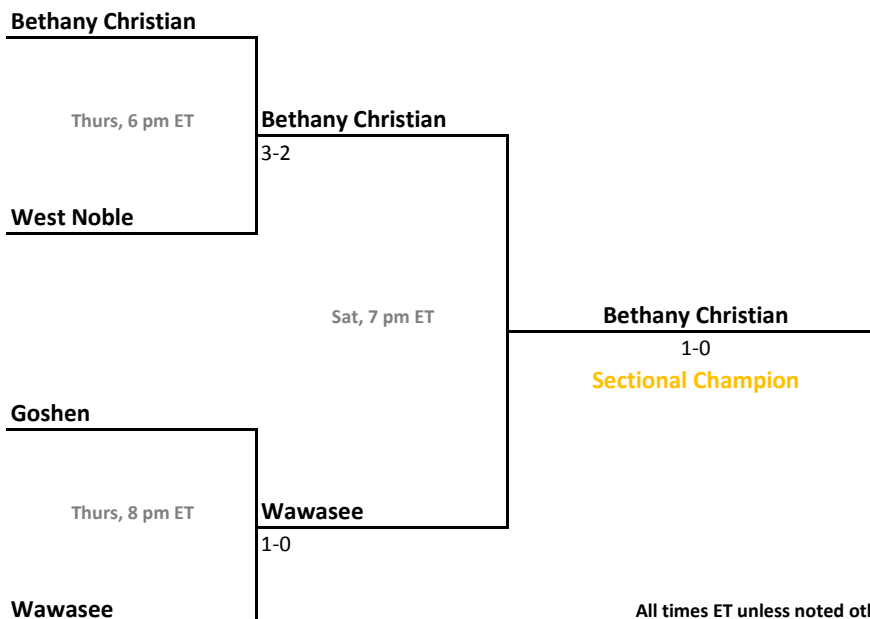 Bethany Christian
Thurs, 6 pm ET
Bethany Christian
3-2
West Noble
Sat, 7 pm ET
Bethany Christian
1-0
Sectional Champion
Goshen
Thurs, 8 pm ET
Wawasee
1-0
Wawasee
All times ET unless noted